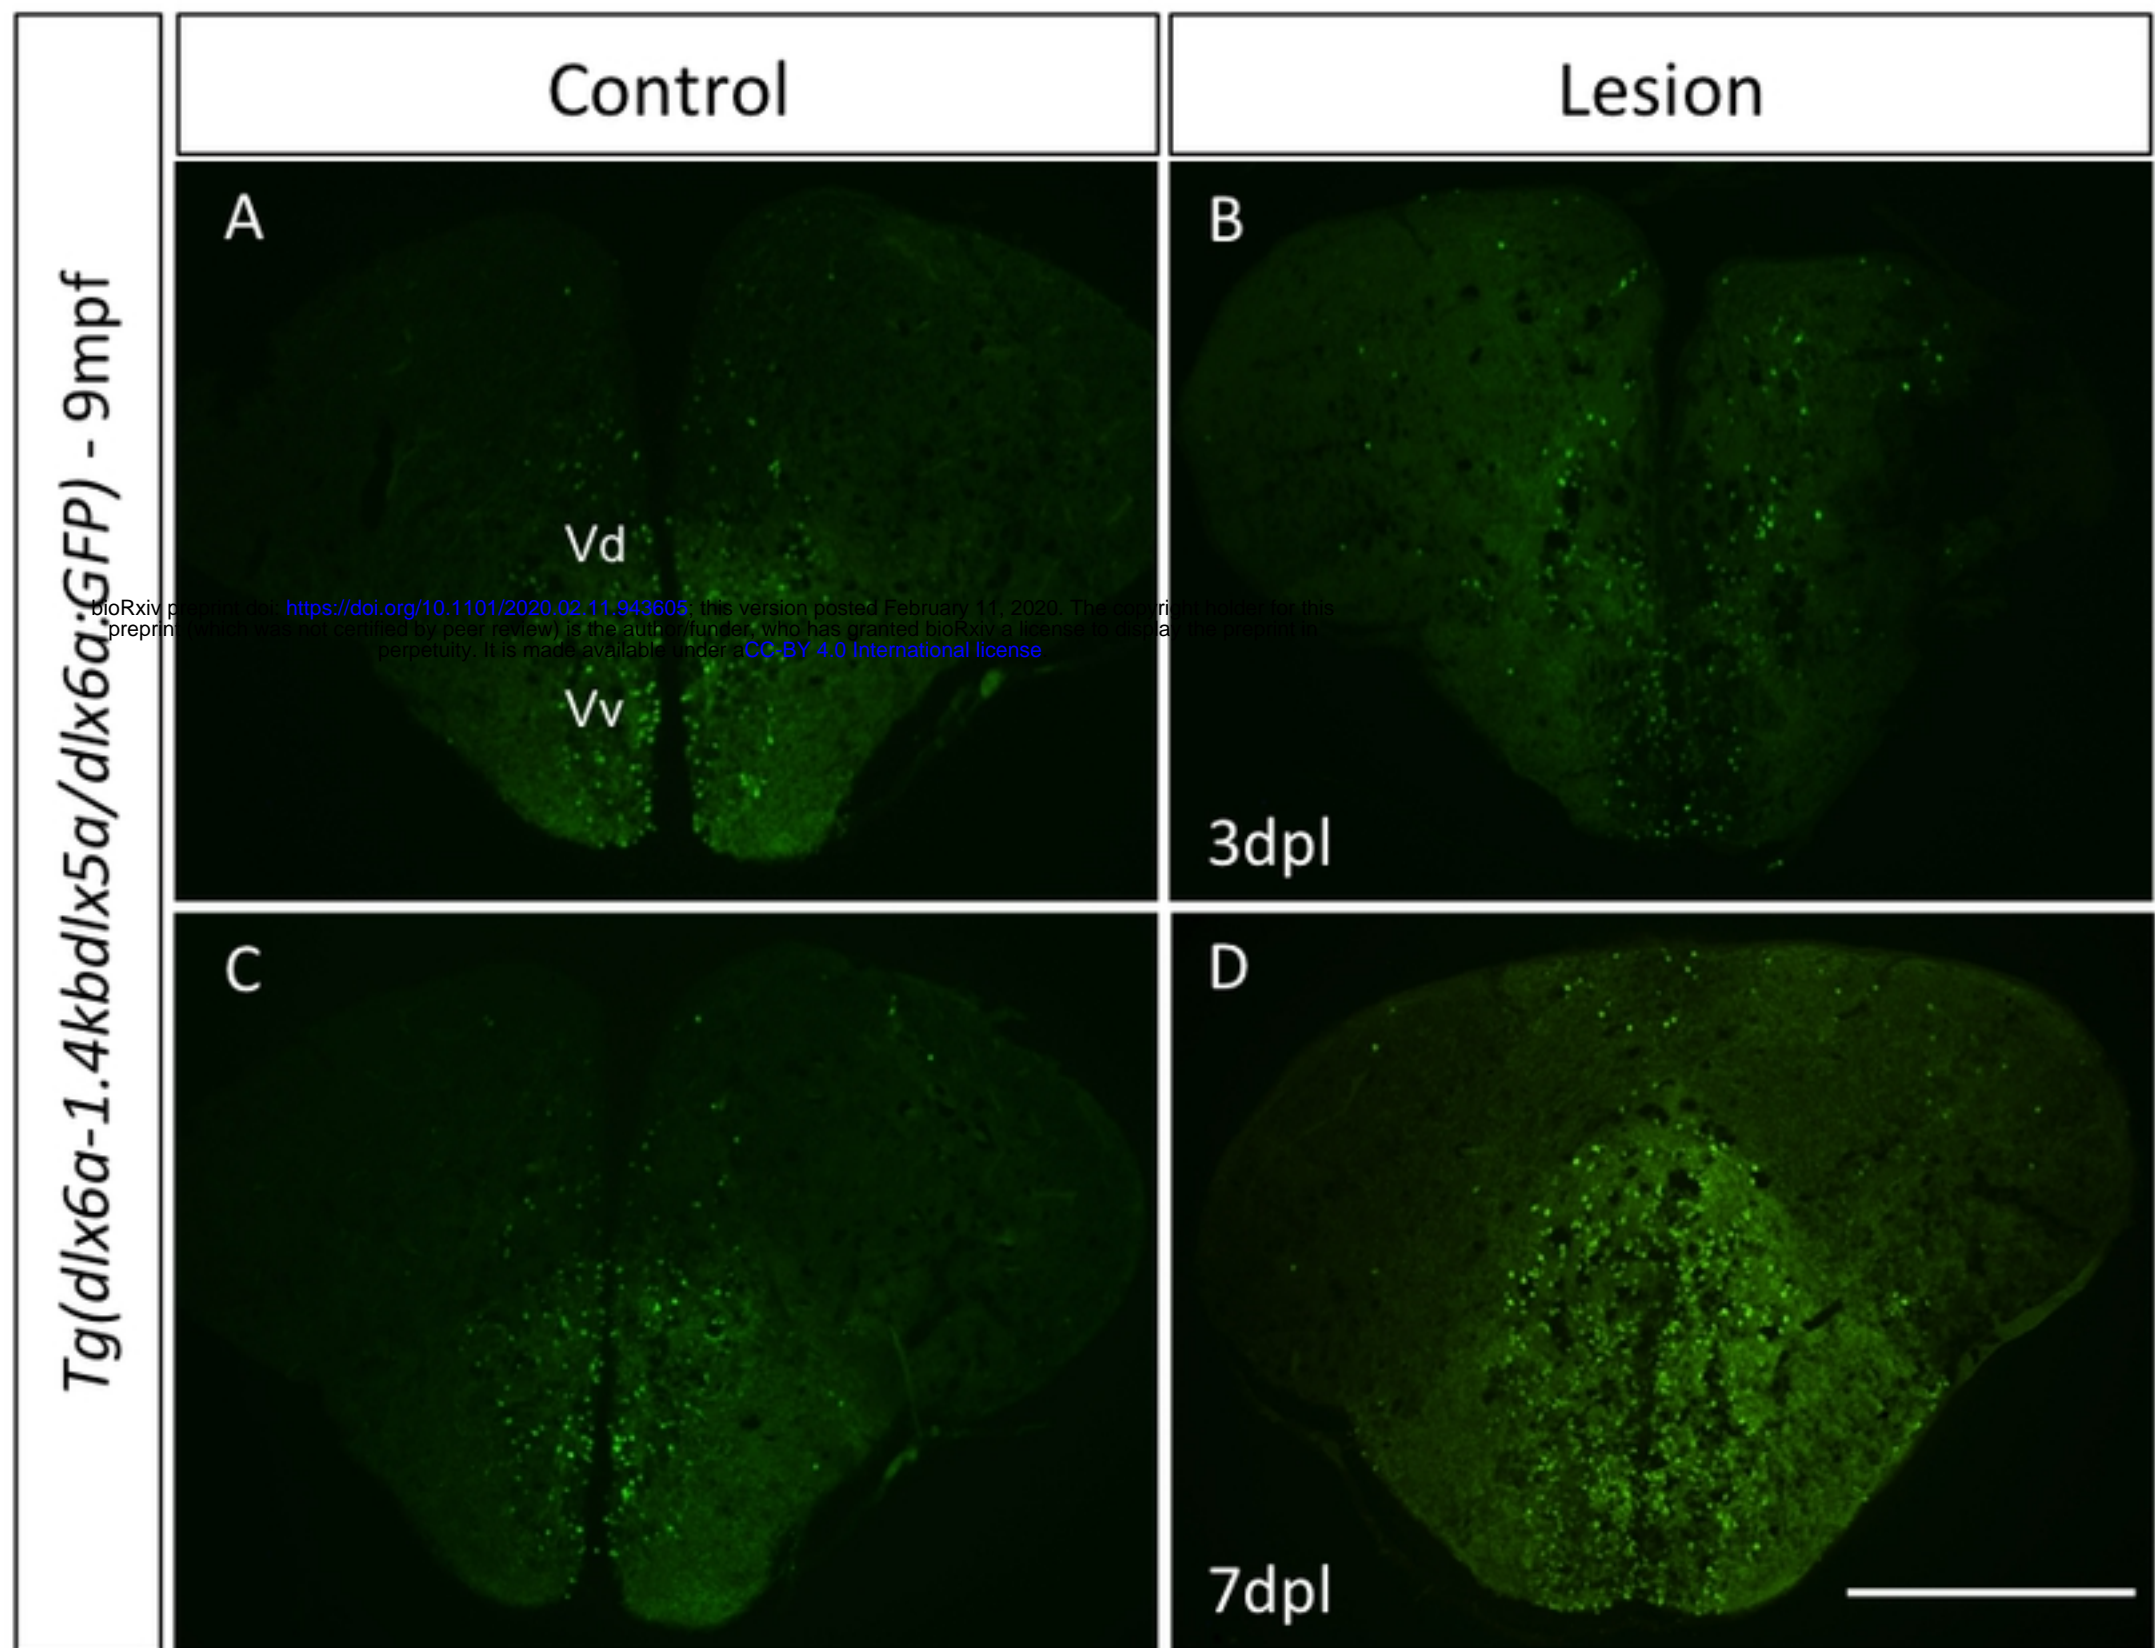 Control
Lesion
Tg(dlx6a-1.4kbdlx5a/dlx6a:GFP) - 9mpf
A
B
Vd
bioRxiv preprint doi: https://doi.org/10.1101/2020.02.11.943605; this version posted February 11, 2020. The copyright holder for this
preprint (which was not certified by peer review) is the author/funder, who has granted bioRxiv a license to display the preprint in
perpetuity. It is made available under aCC-BY 4.0 International license
Vv
3dpl
C
D
7dpl